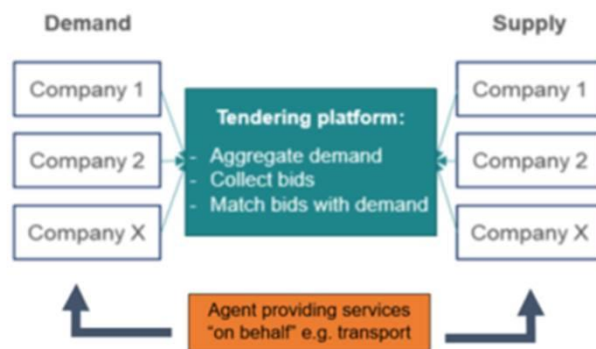 Demand
Supply
Company 1
Company 2
Company X
Tendering platform:
- Aggregate demand
- Collect bids
- Match bids with demand
Company 1
Company 2
Company X
Agent providing services
"on behalf" e.g. transport